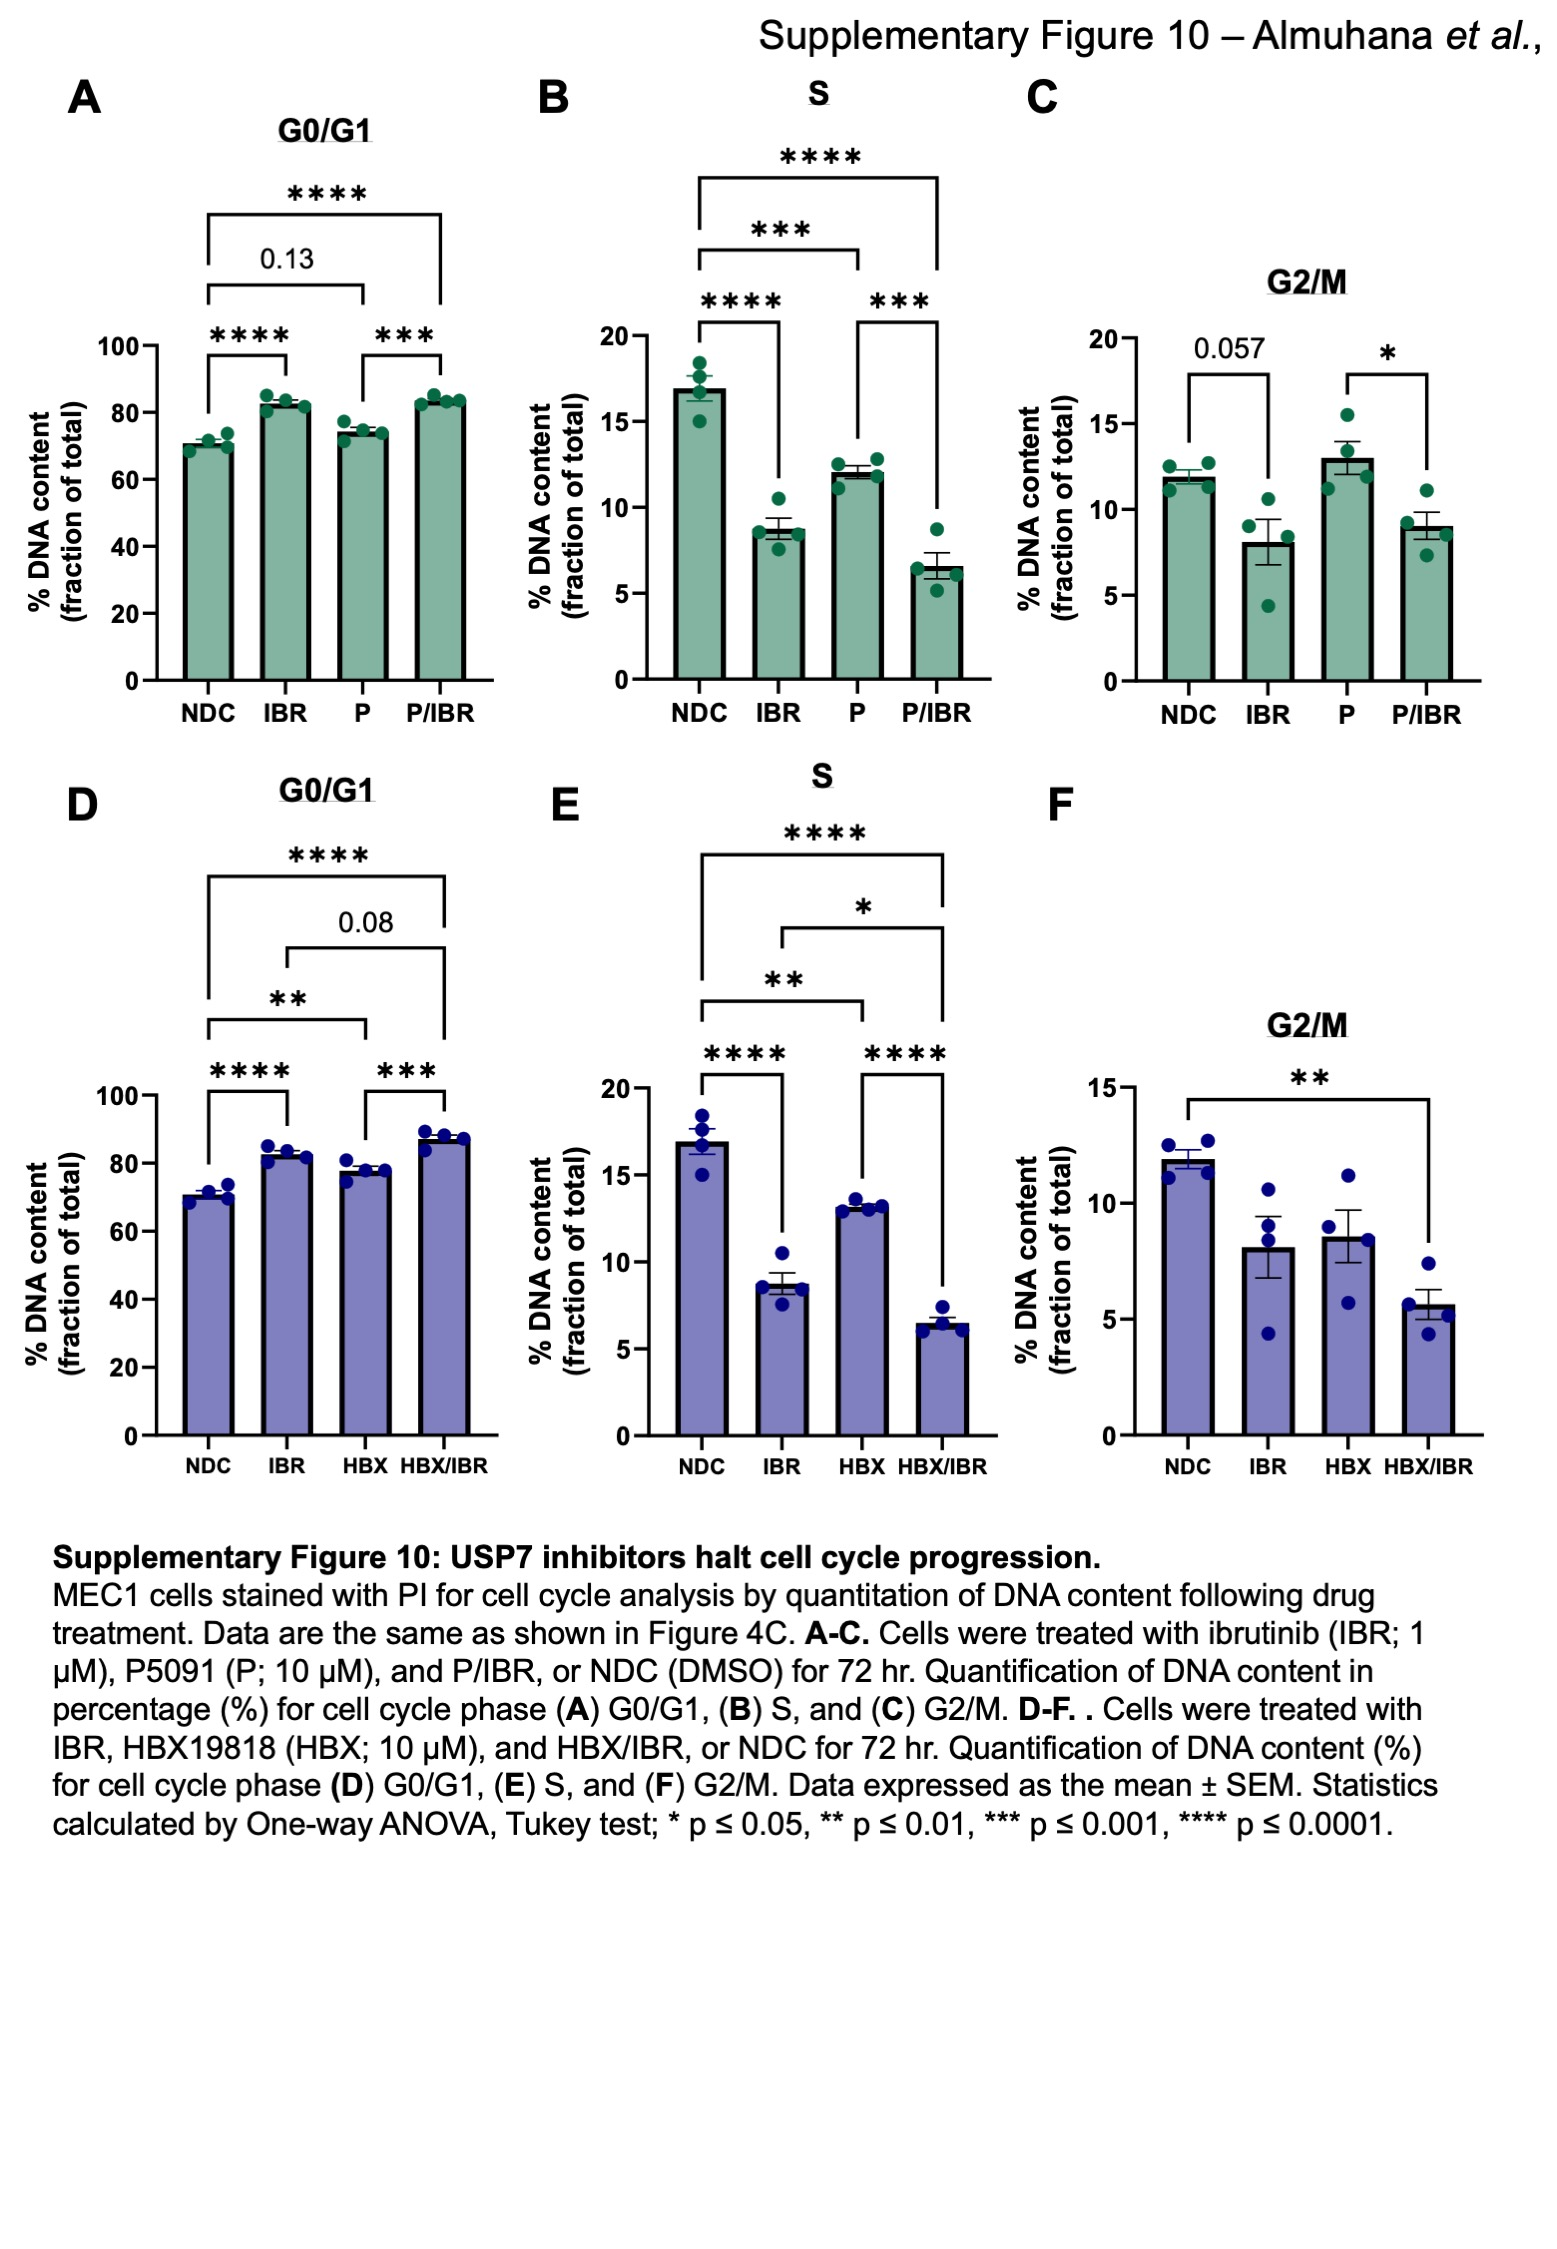 Supplementary Figure 10 – Almuhana et al.,
A
G0/G1
****
0.13
**** ***
100
80
60
40
20
0
% DNA content
(fraction of total)
NDC IBR P P/IBR
B
S
****
***
**** ***
20
15
10
5
0
% DNA content
(fraction of total)
NDC IBR P P/IBR
C
G2/M
0.057 *
20
15
10
5
0
% DNA content
(fraction of total)
NDC IBR P P/IBR
D
G0/G1
****
0.08
**
**** ***
100
80
60
40
20
0
% DNA content
(fraction of total)
NDC IBR HBX HBX/IBR
E
S
****
*
**
**** ****
20
15
10
5
0
% DNA content
(fraction of total)
NDC IBR HBX HBX/IBR
F
G2/M
**
15
10
5
0
% DNA content
(fraction of total)
NDC IBR HBX HBX/IBR
Supplementary Figure 10: USP7 inhibitors halt cell cycle progression.
MEC1 cells stained with PI for cell cycle analysis by quantitation of DNA content following drug
treatment. Data are the same as shown in Figure 4C. A-C. Cells were treated with ibrutinib (IBR; 1
µM), P5091 (P; 10 µM), and P/IBR, or NDC (DMSO) for 72 hr. Quantification of DNA content in
percentage (%) for cell cycle phase (A) G0/G1, (B) S, and (C) G2/M. D-F. . Cells were treated with
IBR, HBX19818 (HBX; 10 µM), and HBX/IBR, or NDC for 72 hr. Quantification of DNA content (%)
for cell cycle phase (D) G0/G1, (E) S, and (F) G2/M. Data expressed as the mean ± SEM. Statistics
calculated by One-way ANOVA, Tukey test; * p ≤ 0.05, ** p ≤ 0.01, *** p ≤ 0.001, **** p ≤ 0.0001.